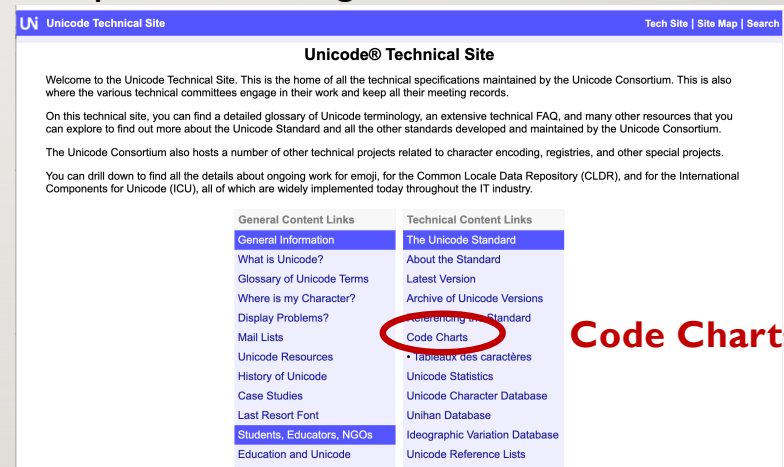 Unicode Technical Site
Tech Site | Site Map | Search
Unicode® Technical Site
Welcome to the Unicode Technical Site. This is the home of all the technical specifications maintained by the Unicode Consortium. This is also
where the various technical committees engage in their work and keep all their meeting records.
On this technical site, you can find a detailed glossary of Unicode terminology, an extensive technical FAQ, and many other resources that you
can explore to find out more about the Unicode Standard and all the other standards developed and maintained by the Unicode Consortium.
The Unicode Consortium also hosts a number of other technical projects related to character encoding, registries, and other special projects.
You can drill down to find all the details about ongoing work for emoji, for the Common Locale Data Repository (CLDR), and for the International
Components for Unicode (ICU), all of which are widely implemented today throughout the IT industry.
General Content Links
General Information
What is Unicode?
Glossary of Unicode Terms
Where is my Character?
Display Problems?
Mail Lists
Unicode Resources
History of Unicode
Case Studies
Last Resort Font
Students, Educators, NGOs
Education and Unicode
Technical Content Links
The Unicode Standard
About the Standard
Latest Version
Archive of Unicode Versions
Referencing the Standard
Code Charts
• Tableaux des caractères
Unicode Statistics
Unicode Character Database
Unihan Database
Ideographic Variation Database
Unicode Reference Lists
Code Chart